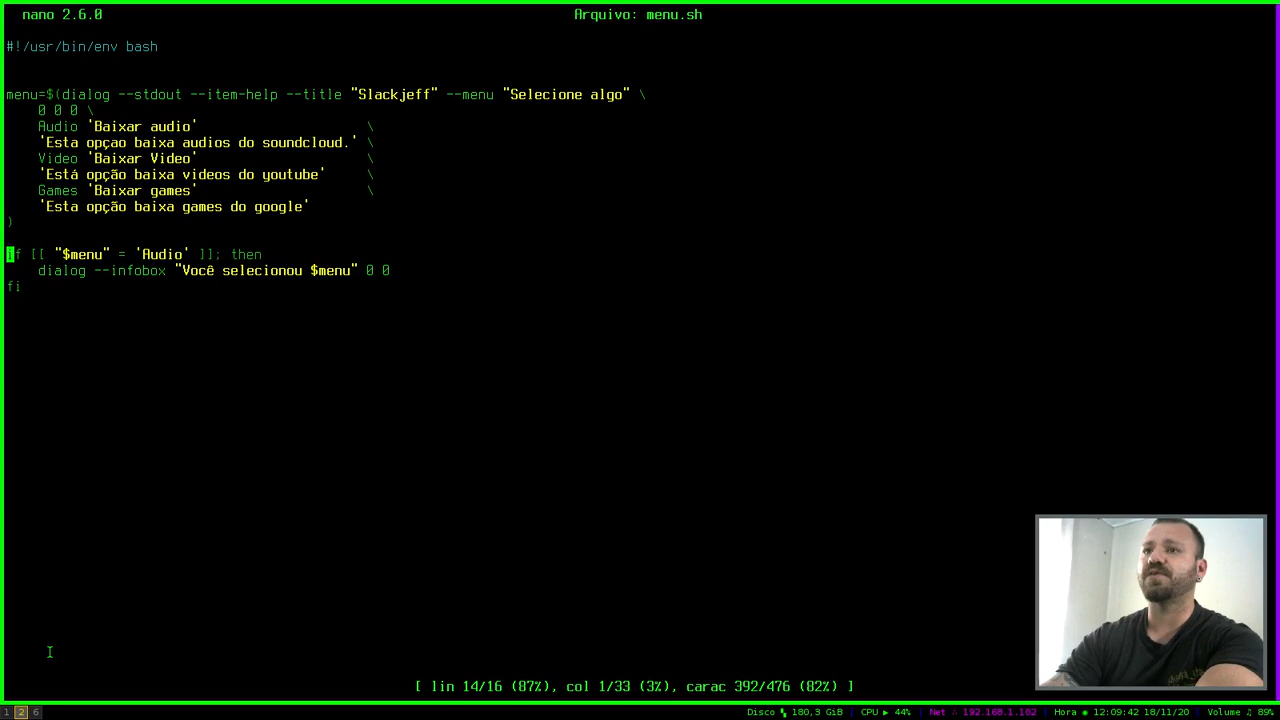 nano 2.6.0 Arquivo: menu.sh
#!/usr/bin/env bash
menu=$(dialog --stdout --item-help --title "Slackjeff" --menu "Selecione algo" \
0 0 0 \
Audio 'Baixar audio' \
'Esta opçao baixa audios do soundcloud.' \
Video 'Baixar Video' \
'Está opção baixa videos do youtube' \
Games 'Baixar games' \
'Esta opção baixa games do google'
)
if [[ "$menu" = 'Audio' ]]; then
dialog --infobox "Você selecionou $menu" 0 0
fi
[ lin 14/16 (87%), col 1/33 (3%), carac 392/476 (82%) ]
1 2 6 Disco 180,3 GiB | CPU ▶ 44% | Net 192.168.1.102 | Hora ◉ 12:09:42 18/11/20 | Volume ♫ 89%